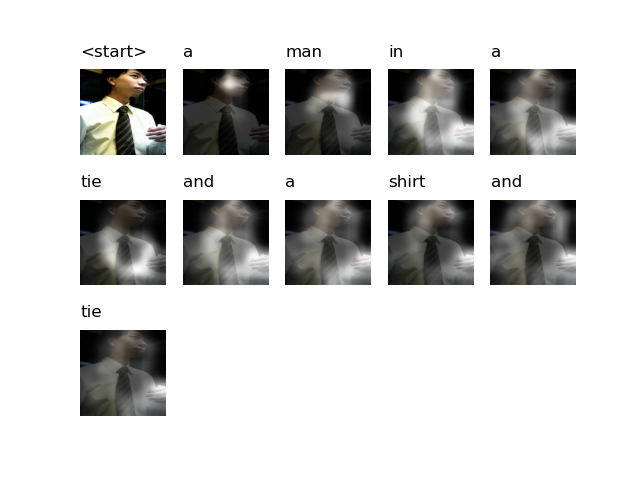 <start> a man in a
tie and a shirt and
tie